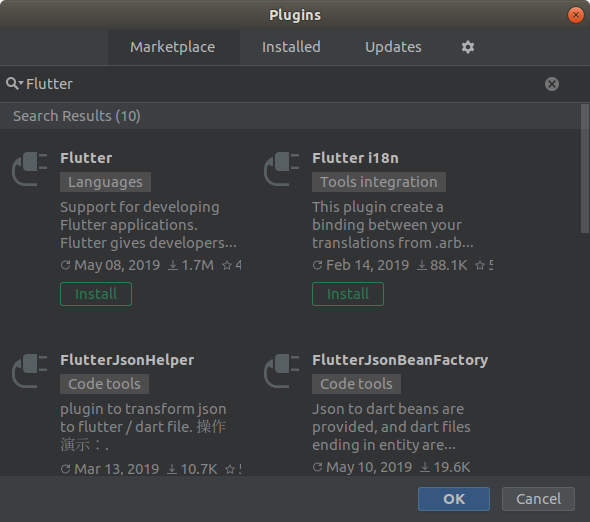 Plugins
Marketplace Installed Updates
Flutter
Search Results (10)
Flutter
Languages
Support for developing
Flutter applications.
Flutter gives developers...
May 08, 2019 1.7M 4
Install
Flutter i18n
Tools integration
This plugin create a
binding between your
translations from .arb...
Feb 14, 2019 88.1K 5
Install
FlutterJsonHelper
Code tools
plugin to transform json
to flutter / dart file. 操作
演示：.
Mar 13, 2019 10.7K
FlutterJsonBeanFactory
Code tools
Json to dart beans are
provided, and dart files
ending in entity are...
May 10, 2019 19.6K
OK Cancel